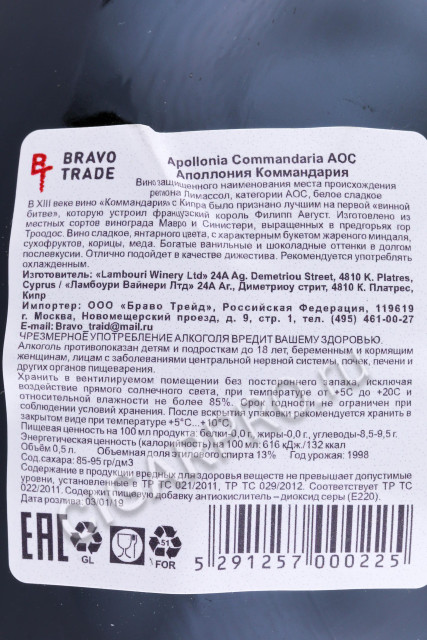 BRAVO
TRADE
Apollonia Commandaria AOC
Аполлония Коммандария
Вино защищенного наименования места происхождения
региона Лимассол, категории АОС, белое сладкое
В XIII веке вино «Коммандария» с Кипра было признано лучшим на первой «винной
битве», которую устроил французский король Филипп Август. Изготовлено из
местных сортов винограда Мавро и Синистери, выращенных в предгорьях гор
Троодос. Вино сладкое, янтарного цвета, с характерным букетом жареного миндаля,
сухофруктов, корицы, меда. Богатые ванильные и шоколадные оттенки в долгом
послевкусии. Отлично подойдет в качестве дижестива. Рекомендуется употреблять
охлажденным.
Изготовитель: «Lambouri Winery Ltd» 24A Ag. Demetriou Street, 4810 K. Platres,
Cyprus / «Ламбоури Вайнери Лтд» 24А Аг., Диметриоу стрит, 4810 К. Платрес,
Кипр
Импортер: ООО «Браво Трейд», Российская Федерация, 119619
г. Москва, Новомещерский проезд, д. 9, стр. 1, тел. (495) 461-00-27
E-mail: Bravo_traid@mail.ru
ЧРЕЗМЕРНОЕ УПОТРЕБЛЕНИЕ АЛКОГОЛЯ ВРЕДИТ ВАШЕМУ ЗДОРОВЬЮ.
Алкоголь противопоказан детям и подросткам до 18 лет, беременным и кормящим
женщинам, лицам с заболеваниями центральной нервной системы, почек, печени и
других органов пищеварения.
Хранить в вентилируемом помещении без постороннего запаха, исключая
воздействие прямого солнечного света, при температуре от +5С до +20С и
относительной влажности не более 85%. Срок годности не ограничен при
соблюдении условий хранения. После вскрытия упаковки рекомендуется хранить в
закрытом виде при температуре +5°С...+10°С.
Пищевая ценность на 100 мл продукта: белки-0,0 г, жиры-0,0 г., углеводы-8,5-9,5 г.
Энергетическая ценность (калорийность) на 100 мл: 616 кДж./132 ккал
Объем 0,5 л. Объемная доля этилового спирта 13% Год урожая: 1998
Сод.сахара: 85-95 гр/дм3
Содержание в продукции вредных для здоровья веществ не превышает допустимые
уровни, установленные в ТР ТС 021/2011, ТР ТС 029/2012. Соответствует ТР ТС
022/2011. Содержит пищевую добавку антиокислитель – диоксид серы (Е220).
Дата розлива: 03/01/19
EAC
GL
51
FOR
5 291257 000225